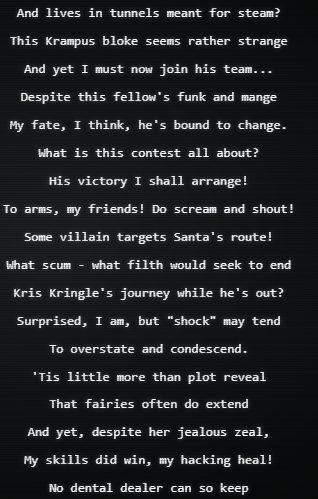 And lives in tunnels meant for steam?
This Krampus bloke seems rather strange
And yet I must now join his team...
Despite this fellow's funk and mange
My fate, I think, he's bound to change.
What is this contest all about?
His victory I shall arrange!
To arms, my friends! Do scream and shout!
Some villain targets Santa's route!
What scum - what filth would seek to end
Kris Kringle's journey while he's out?
Surprised, I am, but "shock" may tend
To overstate and condescend.
'Tis little more than plot reveal
That fairies often do extend
And yet, despite her jealous zeal,
My skills did win, my hacking heal!
No dental dealer can so keep